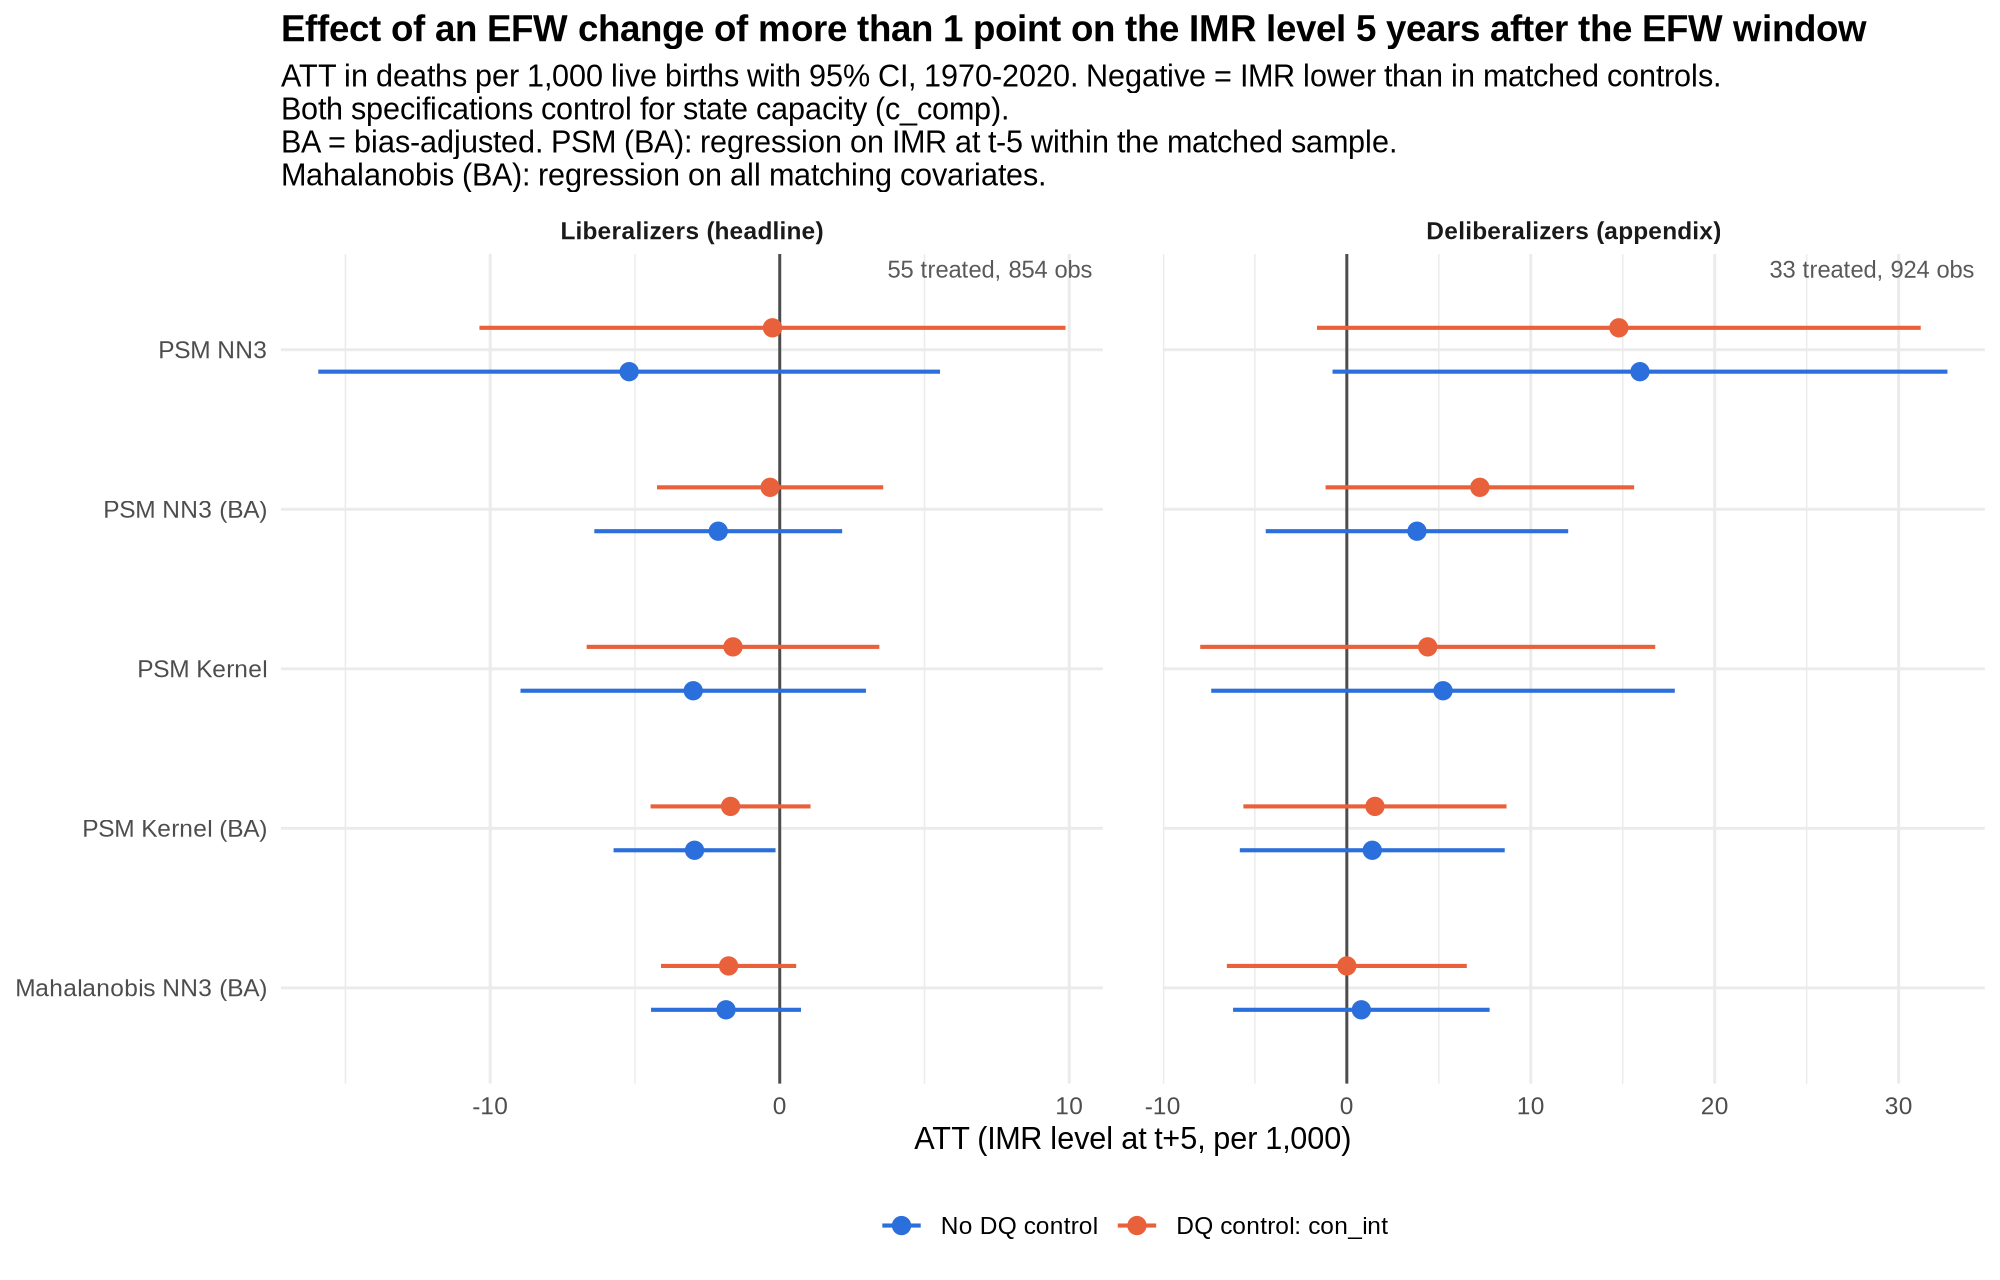 Effect of an EFW change of more than 1 point on the IMR level 5 years after the EFW window
ATT in deaths per 1,000 live births with 95% CI, 1970-2020. Negative = IMR lower than in matched controls.
Both specifications control for state capacity (c_comp).
BA = bias-adjusted. PSM (BA): regression on IMR at t-5 within the matched sample.
Mahalanobis (BA): regression on all matching covariates.
Liberalizers (headline)
Deliberalizers (appendix)
55 treated, 854 obs
33 treated, 924 obs
PSM NN3
PSM NN3 (BA)
PSM Kernel
PSM Kernel (BA)
Mahalanobis NN3 (BA)
-10 0 10
-10 0 10 20 30
ATT (IMR level at t+5, per 1,000)
No DQ control
DQ control: con_int